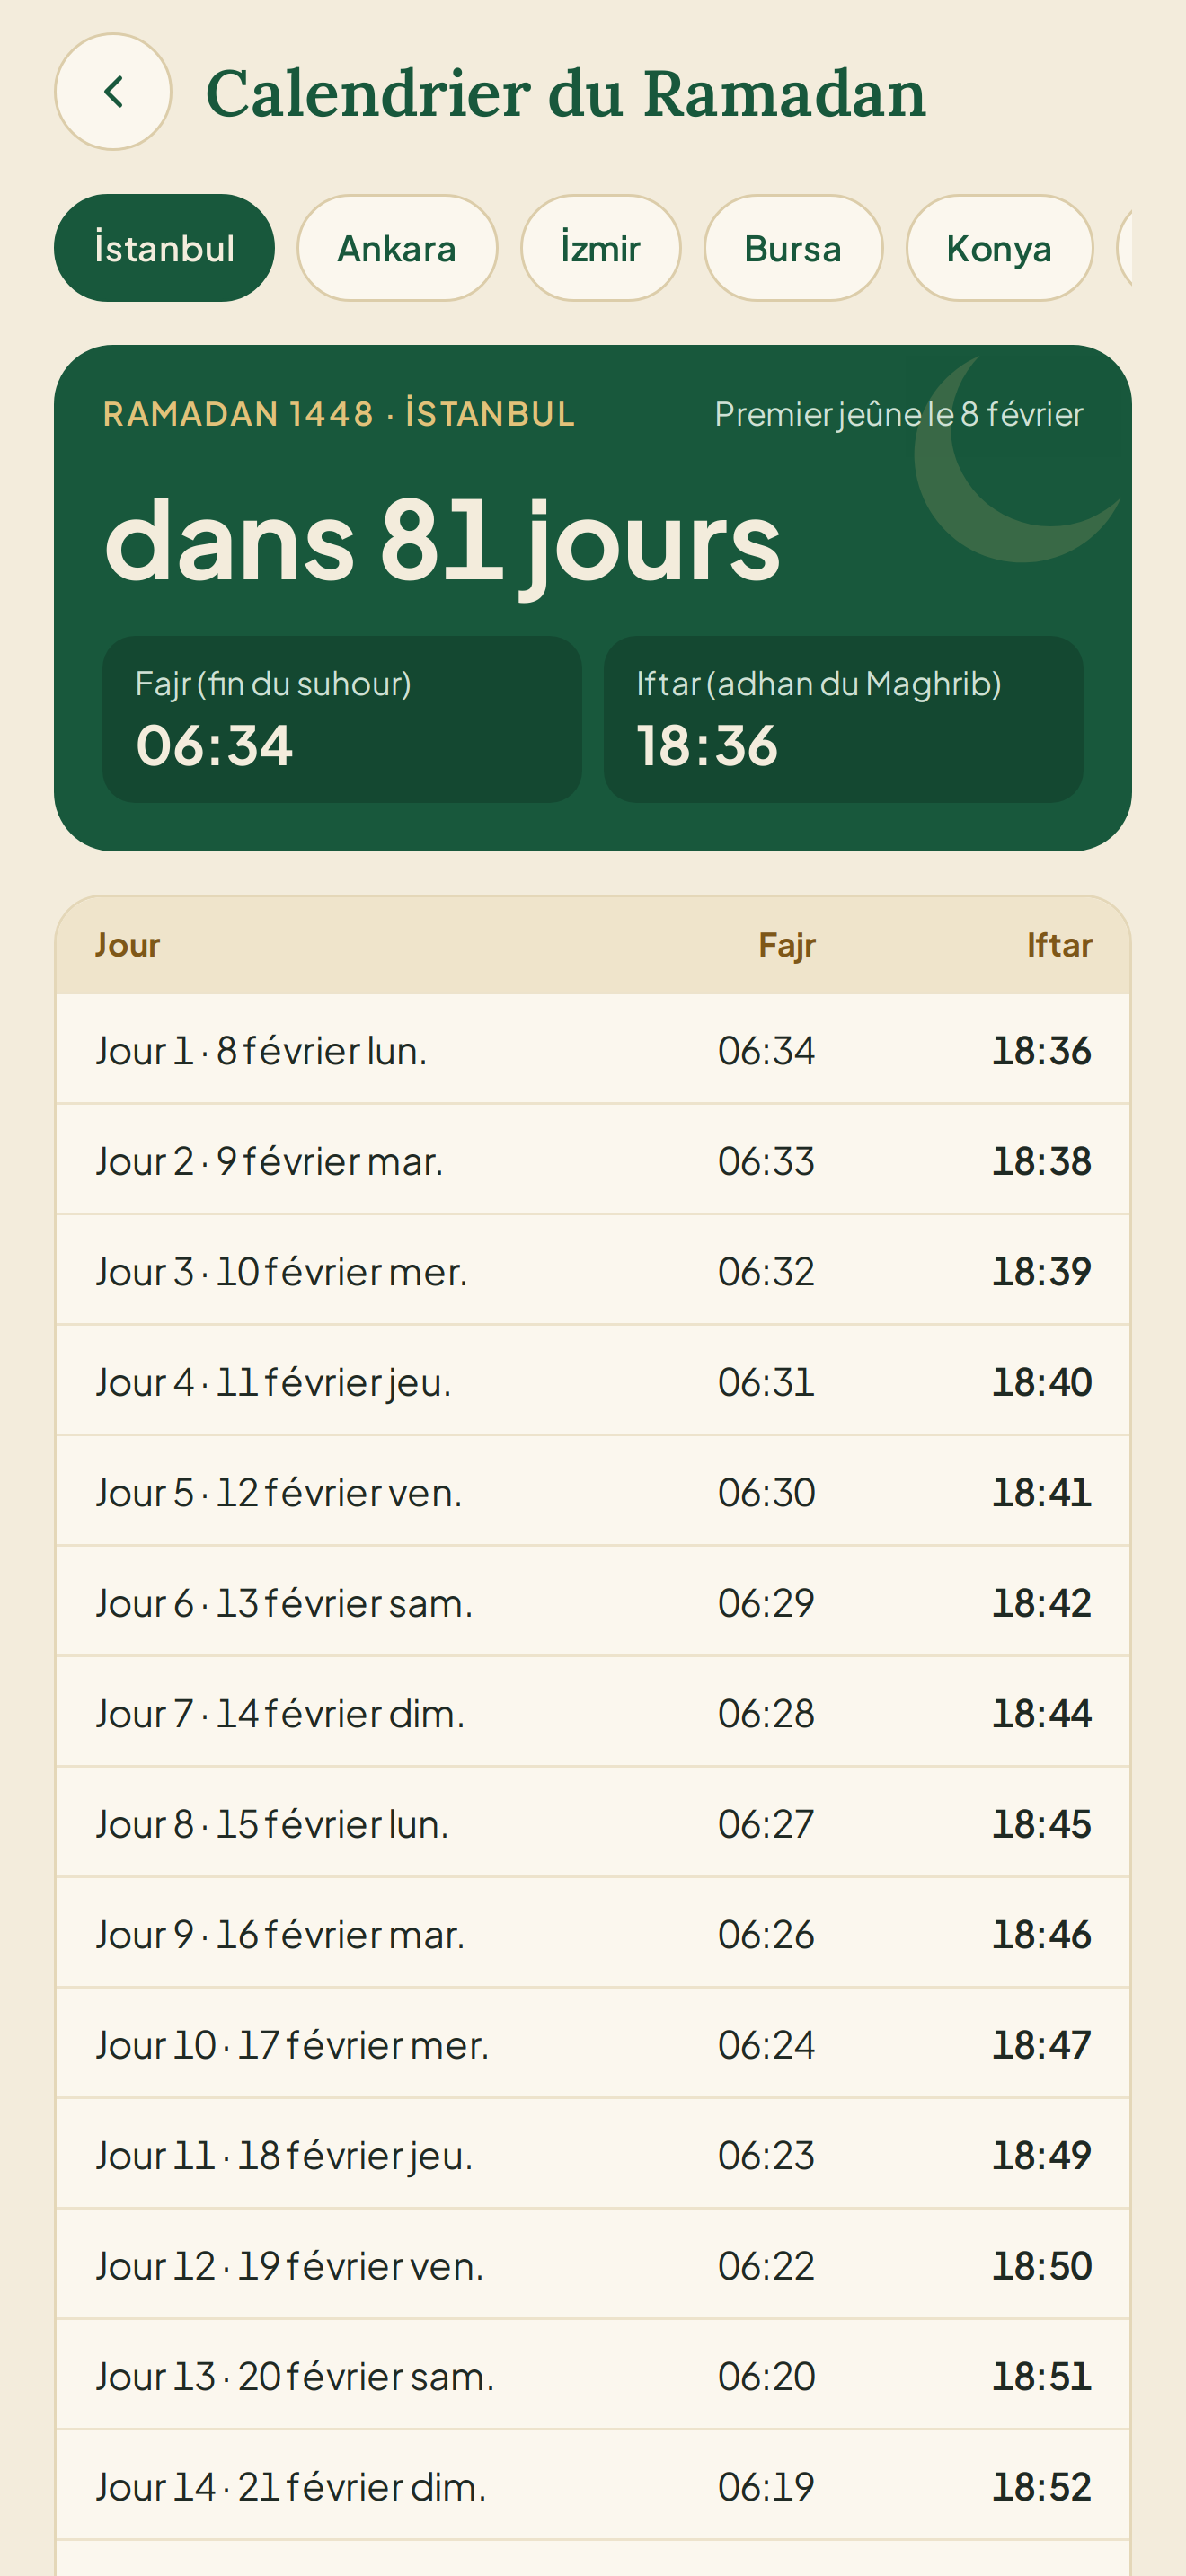 Calendrier du Ramadan
İstanbul Ankara İzmir Bursa Konya
RAMADAN 1448 · İSTANBUL Premier jeûne le 8 février
dans 81 jours
Fajr (fin du suhour) Iftar (adhan du Maghrib)
06:34 18:36
Jour Fajr Iftar
Jour 1 · 8 février lun. 06:34 18:36
Jour 2 · 9 février mar. 06:33 18:38
Jour 3 · 10 février mer. 06:32 18:39
Jour 4 · 11 février jeu. 06:31 18:40
Jour 5 · 12 février ven. 06:30 18:41
Jour 6 · 13 février sam. 06:29 18:42
Jour 7 · 14 février dim. 06:28 18:44
Jour 8 · 15 février lun. 06:27 18:45
Jour 9 · 16 février mar. 06:26 18:46
Jour 10 · 17 février mer. 06:24 18:47
Jour 11 · 18 février jeu. 06:23 18:49
Jour 12 · 19 février ven. 06:22 18:50
Jour 13 · 20 février sam. 06:20 18:51
Jour 14 · 21 février dim. 06:19 18:52